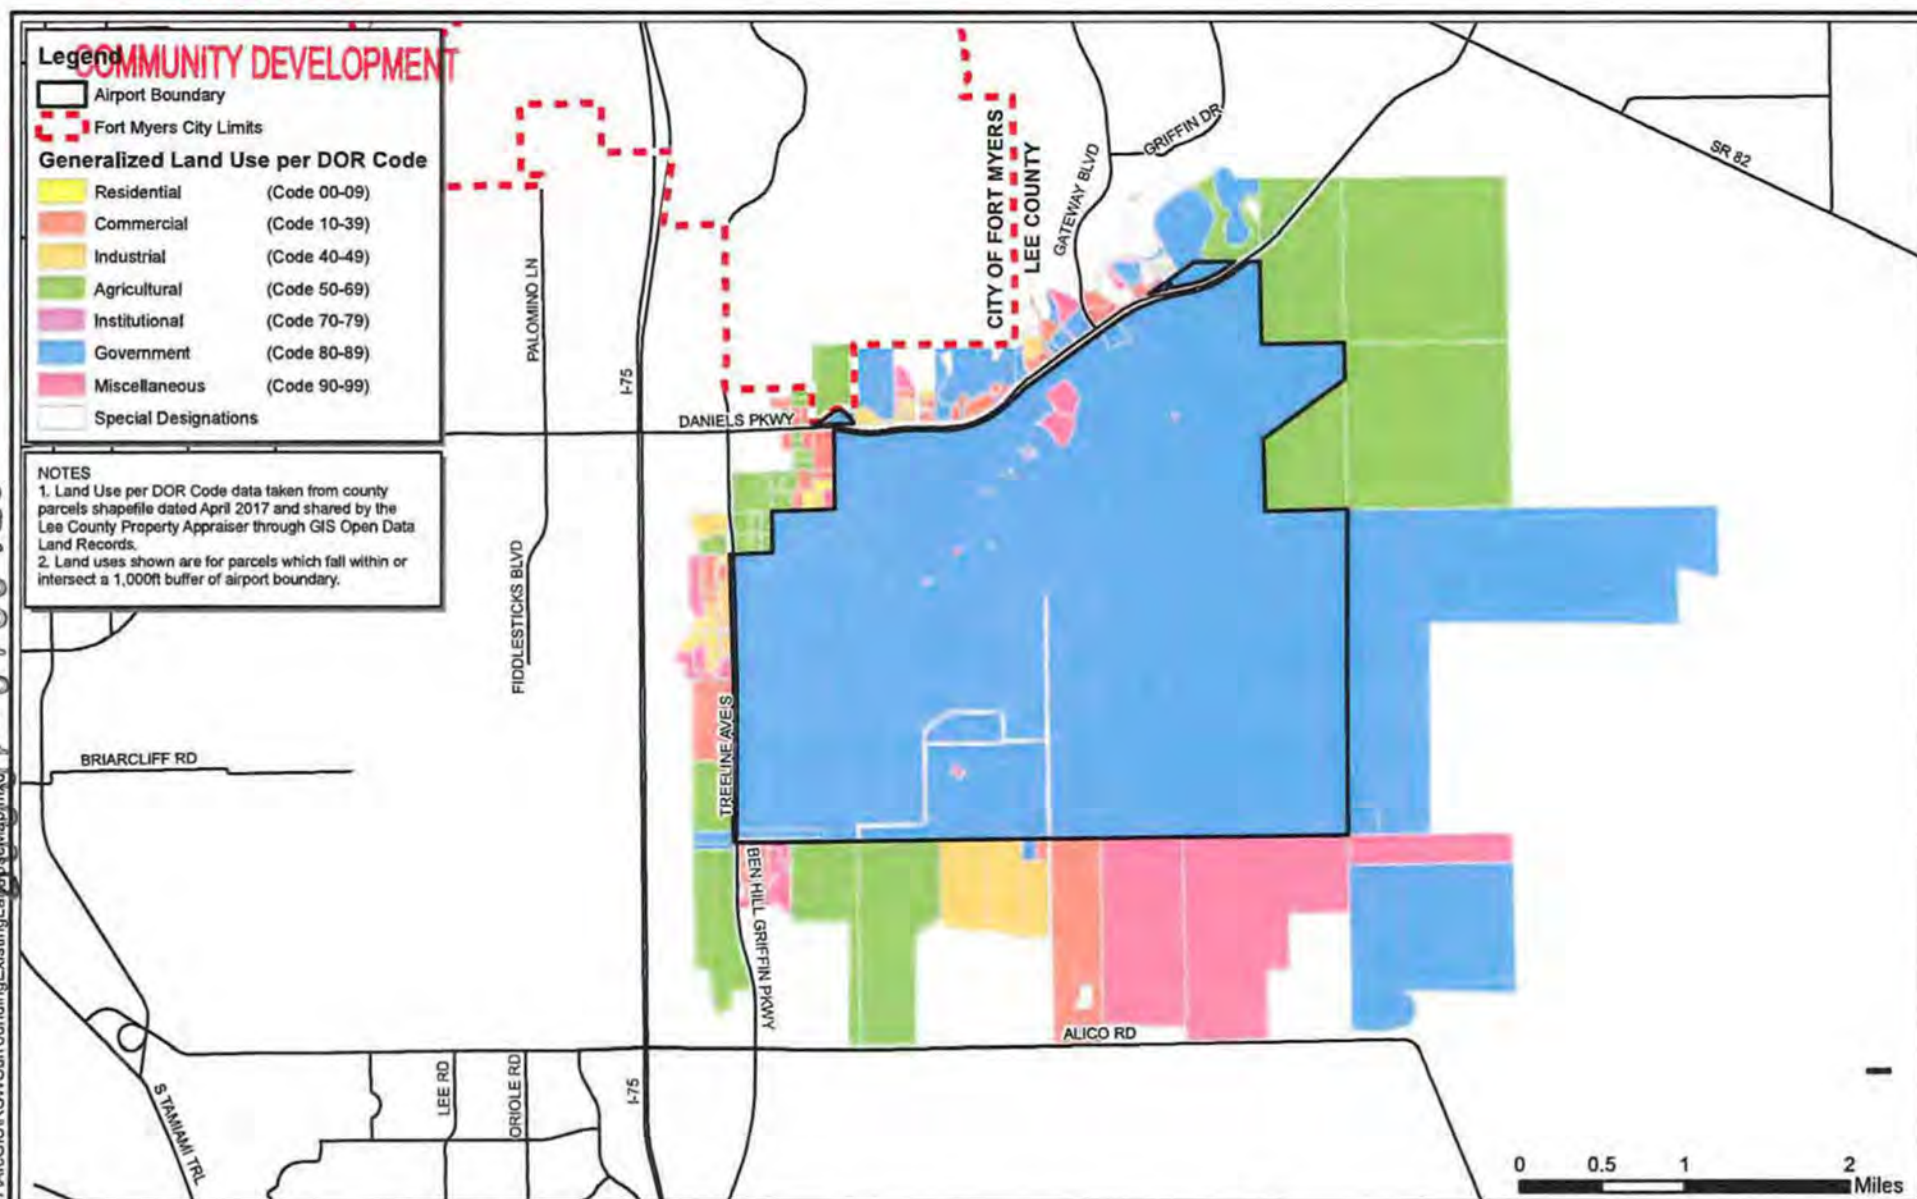 Legend
COMMUNITY DEVELOPMENT
Airport Boundary
Fort Myers City Limits
Generalized Land Use per DOR Code
Residential (Code 00-09)
Commercial (Code 10-39)
Industrial (Code 40-49)
Agricultural (Code 50-69)
Institutional (Code 70-79)
Government (Code 80-89)
Miscellaneous (Code 90-99)
Special Designations
NOTES
1. Land Use per DOR Code data taken from county
parcels shapefile dated April 2017 and shared by the
Lee County Property Appraiser through GIS Open Data
Land Records.
2. Land uses shown are for parcels which fall within or
intersect a 1,000ft buffer of airport boundary.
CITY OF FORT MYERS
LEE COUNTY
GATEWAY BLVD
GRIFFIN DR
SR 82
PALOMINO LN
I-75
DANIELS PKWY
FIDDLESTICKS BLVD
TREELINE AVE S
BRIARCLIFF RD
BEN HILL GRIFFIN PKWY
ALICO RD
S TAMIAMI TRL
LEE RD
ORIOLE RD
I-75
0 0.5 1 2
Miles